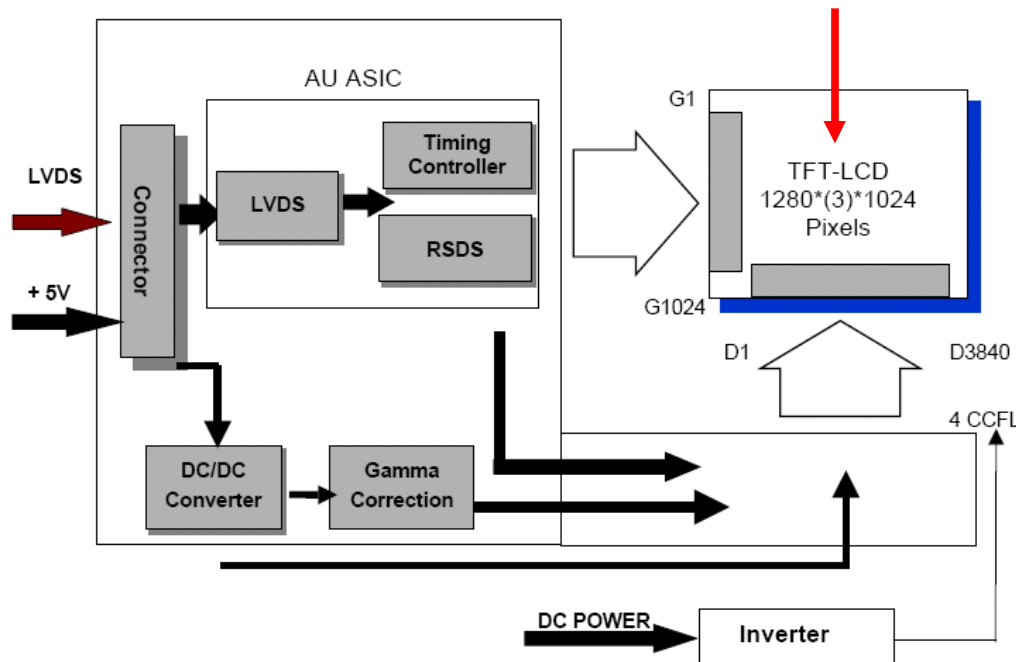 AU ASIC
G1
Timing
Controller
LVDS
Connector
LVDS
TFT-LCD
1280*(3)*1024
Pixels
RSDS
+ 5V
G1024
D1
D3840
4 CCFL
DC/DC
Converter
Gamma
Correction
DC POWER
Inverter